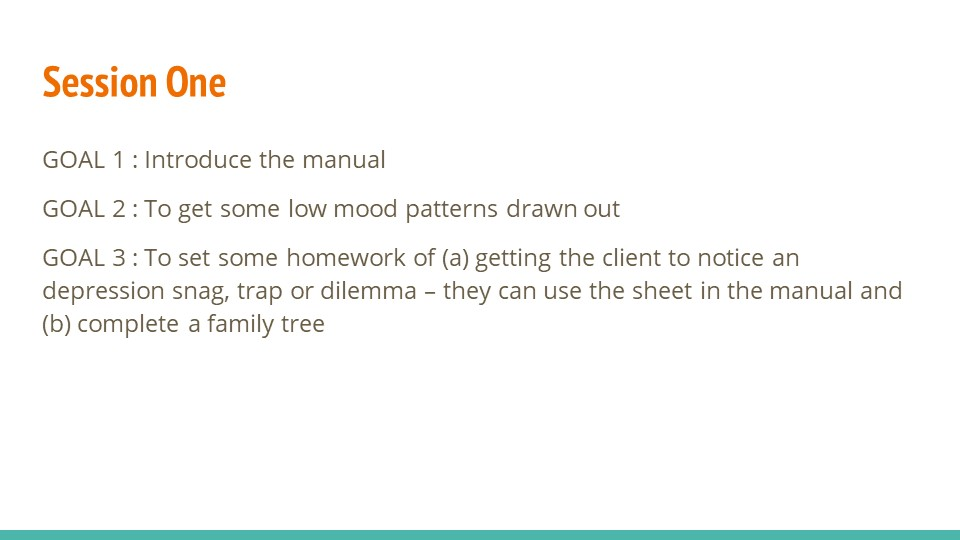 Session One
GOAL 1 : Introduce the manual
GOAL 2 : To get some low mood patterns drawn out
GOAL 3 : To set some homework of (a) getting the client to notice an
depression snag, trap or dilemma – they can use the sheet in the manual and
(b) complete a family tree